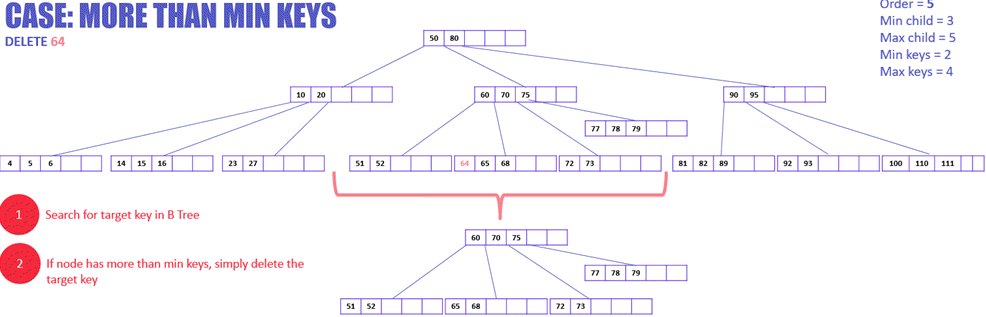 CASE: MORE THAN MIN KEYS
DELETE 64
Order = 5
Min child = 3
Max child = 5
Min keys = 2
Max keys = 4
50 80
10 20
60 70 75
90 95
77 78 79
4 5 6
14 15 16
23 27
51 52
64 65 68
72 73
81 82 89
92 93
100 110 111
1 Search for target key in B Tree
2 If node has more than min keys, simply delete the
target key
60 70 75
77 78 79
51 52
65 68
72 73